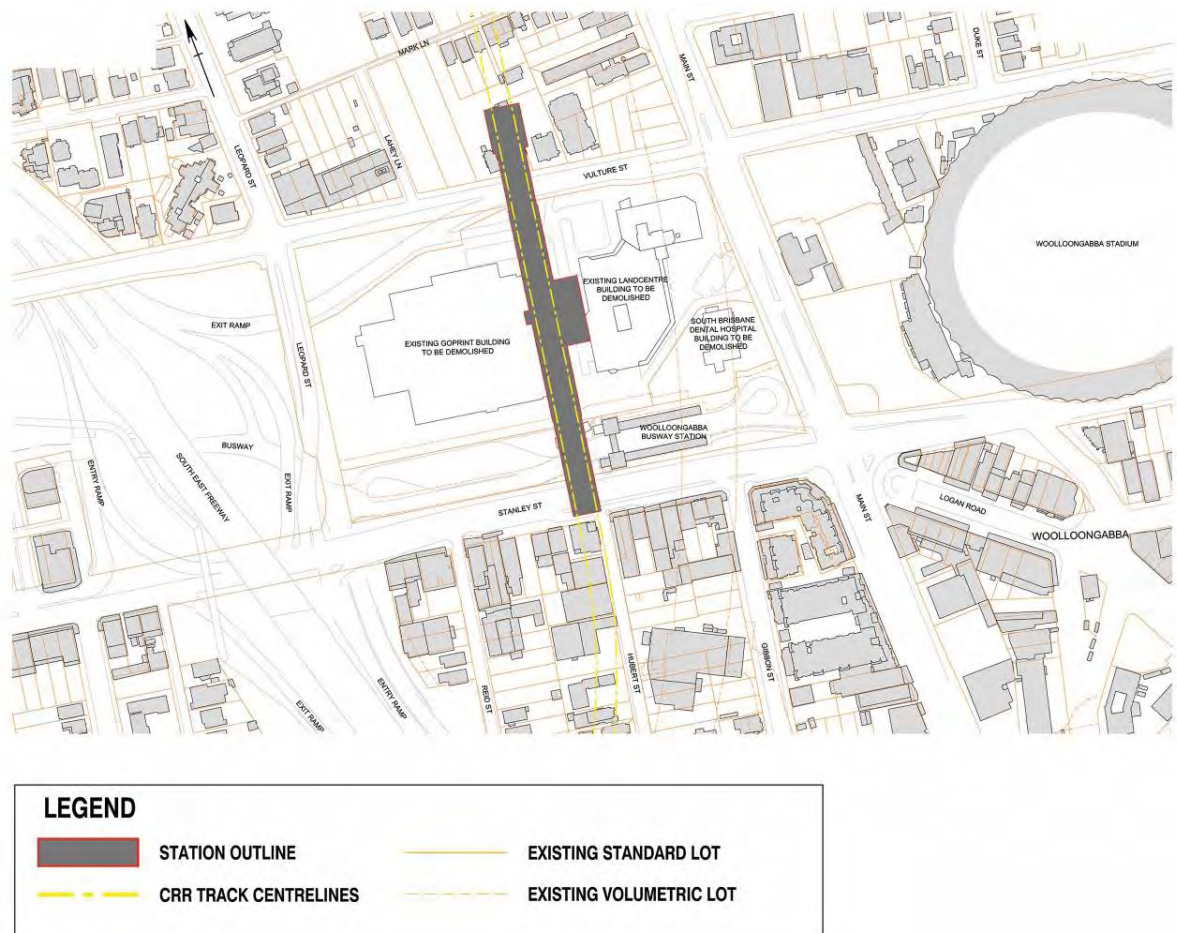 MARK LN
MAIN ST
DUKE ST
LAHEY LN
LEOPARD ST
VULTURE ST
WOOLLOONGABBA STADIUM
EXISTING LANDCENTRE
BUILDING TO BE
DEMOLISHED
EXIT RAMP
SOUTH BRISBANE
DENTAL HOSPITAL
BUILDING TO BE
DEMOLISHED
EXISTING GOPRINT BUILDING
TO BE DEMOLISHED
LEOPARD ST
WOOLLOONGABBA
BUSWAY STATION
BUSWAY
ENTRY RAMP
SOUTH EAST FREEWAY
EXIT RAMP
STANLEY ST
MAIN ST
LOGAN ROAD
WOOLLOONGABBA
HUBERT ST
GIBBON ST
REID ST
ENTRY RAMP
EXIT RAMP
LEGEND
STATION OUTLINE
EXISTING STANDARD LOT
CRR TRACK CENTRELINES
EXISTING VOLUMETRIC LOT